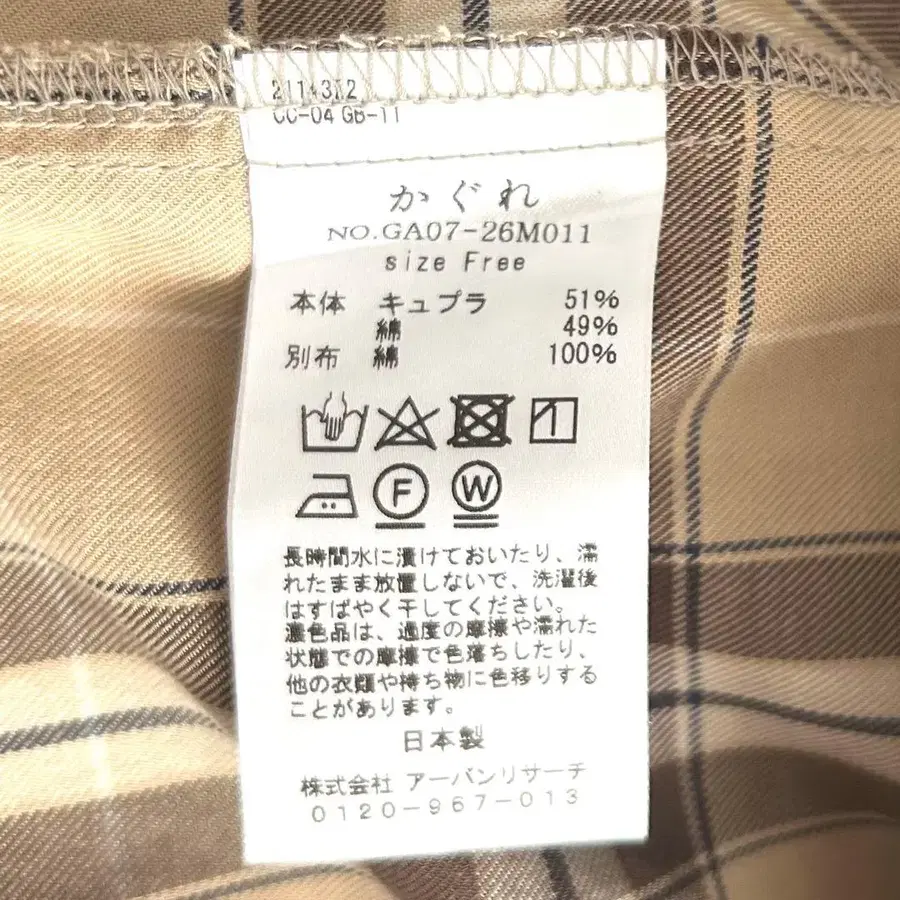 2114312
CC-04 GB-11
かぐれ
NO.GA07-26M011
size Free
本体 キュプラ 51%
綿 49%
別布 綿 100%
F W
長時間水に漬けておいたり、濡
れたまま放置しないで、洗濯後
はすばやく干してください。
濃色品は、過度の摩擦や濡れた
状態での摩擦で色落ちしたり、
他の衣類や持ち物に色移りする
ことがあります。
日本製
株式会社 アーバンリサーチ
0120-967-013